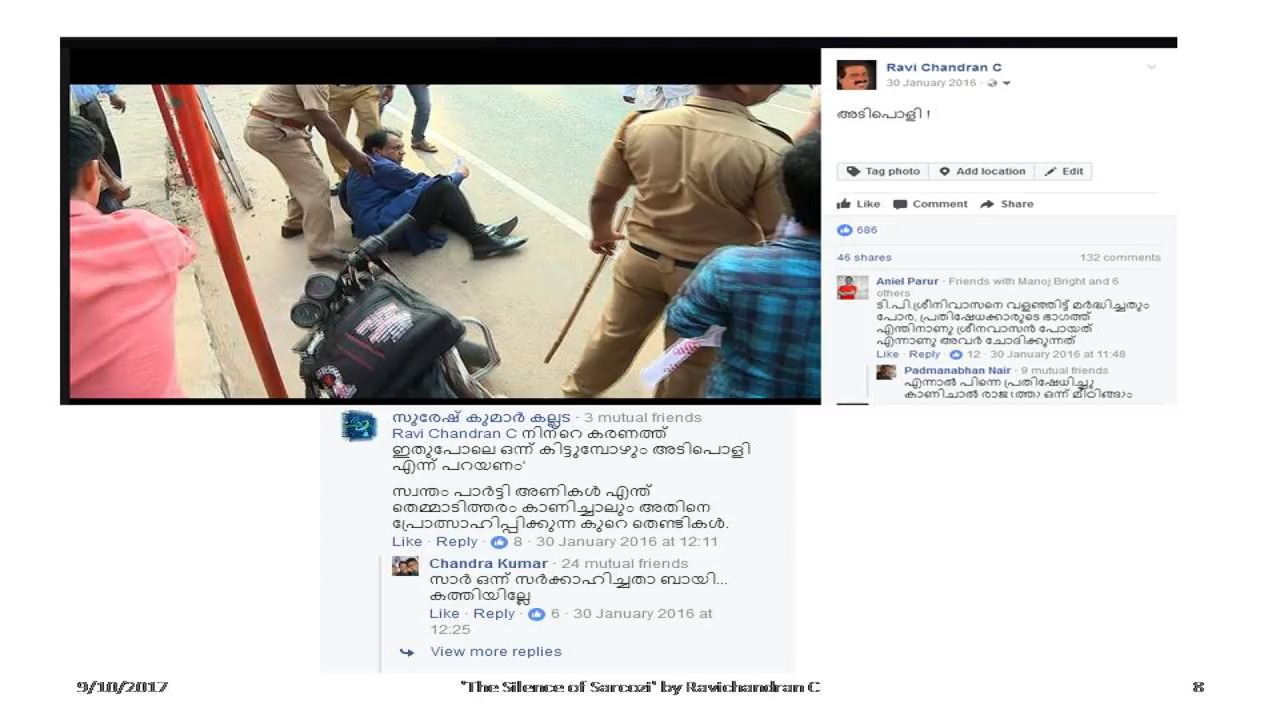 Ravi Chandran C
30 January 2016
അടിപൊളി !
Tag photo Add location Edit
Like Comment Share
686
46 shares 132 comments
Aniel Parur · Friends with Manoj Bright and 6
others
ടി.പി.ശ്രീനിവാസനെ വളഞ്ഞിട്ട് മർദ്ധിച്ചതും
പോര, പ്രതിഷേധക്കാരുടെ ഭാഗത്ത്
എന്തിനാണു ശ്രീനവാസൻ പോയത്
എന്നാണു അവർ ചോദിക്കുന്നത്
Like · Reply · 12 · 30 January 2016 at 11:48
Padmanabhan Nair · 9 mutual friends
എന്നാൽ പിന്നെ പ്രതിഷേധിച്ചു
കാണിചാൽ ഒന്ന്
സുരേഷ് കുമാർ കല്ലട · 3 mutual friends
Ravi Chandran C നിന്റെ കരണത്ത്
ഇതുപോലെ ഒന്ന് കിട്ടുമ്പോഴും അടിപൊളി
എന്ന് പറയണം'
സ്വന്തം പാർട്ടി അണികൾ എന്ത്
തെമ്മാടിത്തരം കാണിച്ചാലും അതിനെ
പ്രോത്സാഹിപ്പിക്കുന്ന കുറെ തെണ്ടികൾ.
Like · Reply · 8 · 30 January 2016 at 12:11
Chandra Kumar · 24 mutual friends
സാർ ഒന്ന് സർക്കാഹിച്ചതാ ബായി...
കത്തിയില്ലേ
Like · Reply · 6 · 30 January 2016 at
12:25
View more replies
9/10/2017 'The Silence of Sarcozi' by Ravichandran C 8